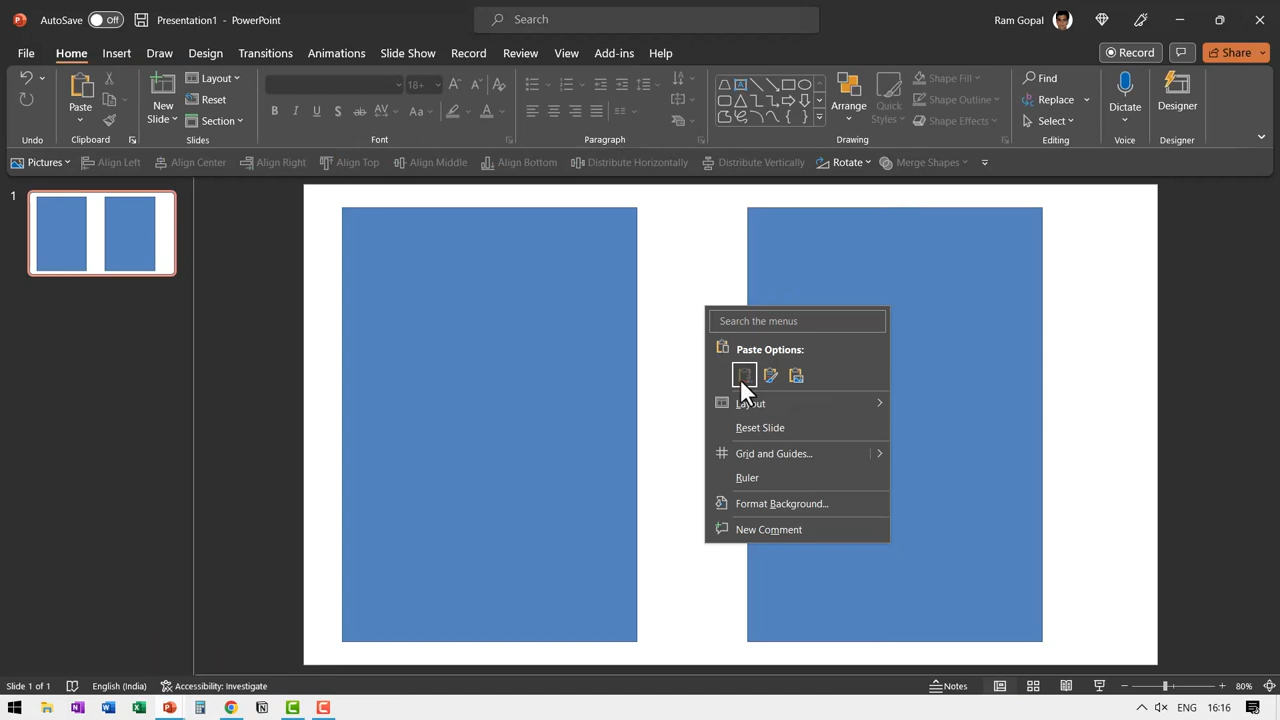 AutoSave Off Presentation1 - PowerPoint Search Ram Gopal
File Home Insert Draw Design Transitions Animations Slide Show Record Review View Add-ins Help Record Share
Paste New Slide Layout Reset Section 18+ Arrange Quick Styles Shape Fill Shape Outline Shape Effects Find Replace Select Dictate Designer
Undo Clipboard Slides Font Paragraph Drawing Editing Voice Designer
Pictures Align Left Align Center Align Right Align Top Align Middle Align Bottom Distribute Horizontally Distribute Vertically Rotate Merge Shapes
1
Search the menus
Paste Options:
Layout
Reset Slide
Grid and Guides...
Ruler
Format Background...
New Comment
Slide 1 of 1 English (India) Accessibility: Investigate Notes 80%
ENG 16:16